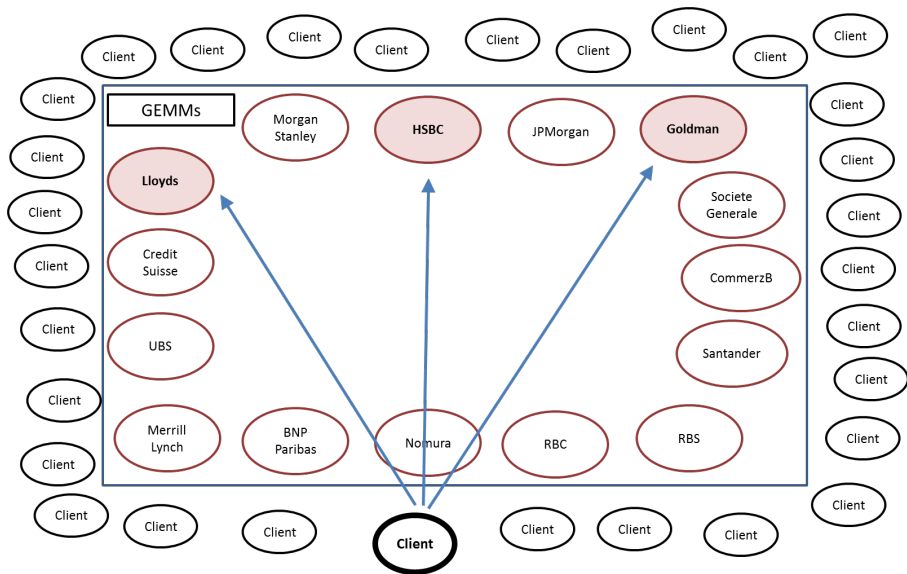 Client
Client
Client
Client
Client
Client
Client
Client
Client
Client
Client
GEMMs
Morgan
Stanley
HSBC
JPMorgan
Goldman
Client
Client
Client
Lloyds
Societe
Generale
Client
Client
Client
Credit
Suisse
CommerzB
Client
Client
UBS
Santander
Client
Client
Client
Client
Merrill
Lynch
BNP
Paribas
Nomura
RBC
RBS
Client
Client
Client
Client
Client
Client
Client
Client
Client
Client